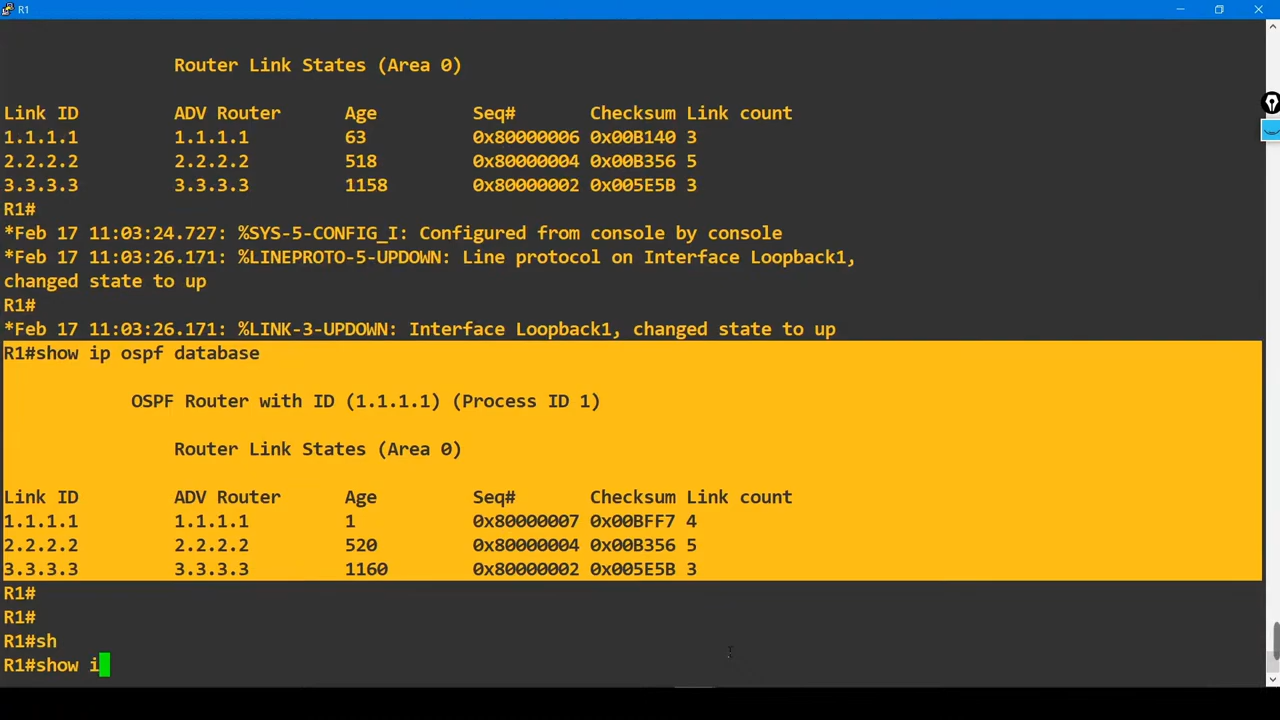 R1
Router Link States (Area 0)
Link ID ADV Router Age Seq# Checksum Link count
1.1.1.1 1.1.1.1 63 0x80000006 0x00B140 3
2.2.2.2 2.2.2.2 518 0x80000004 0x00B356 5
3.3.3.3 3.3.3.3 1158 0x80000002 0x005E5B 3
R1#
*Feb 17 11:03:24.727: %SYS-5-CONFIG_I: Configured from console by console
*Feb 17 11:03:26.171: %LINEPROTO-5-UPDOWN: Line protocol on Interface Loopback1,
changed state to up
R1#
*Feb 17 11:03:26.171: %LINK-3-UPDOWN: Interface Loopback1, changed state to up
R1#show ip ospf database
OSPF Router with ID (1.1.1.1) (Process ID 1)
Router Link States (Area 0)
Link ID ADV Router Age Seq# Checksum Link count
1.1.1.1 1.1.1.1 1 0x80000007 0x00BFF7 4
2.2.2.2 2.2.2.2 520 0x80000004 0x00B356 5
3.3.3.3 3.3.3.3 1160 0x80000002 0x005E5B 3
R1#
R1#
R1#sh
R1#show i